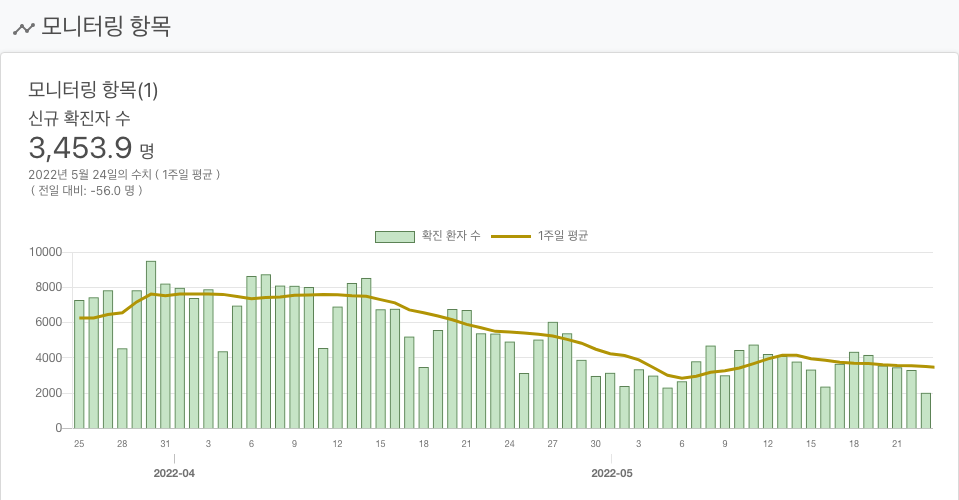 모니터링 항목
모니터링 항목(1)
신규 확진자 수
3,453.9 명
2022년 5월 24일의 수치 ( 1주일 평균 )
( 전일 대비: -56.0 명 )
확진 환자 수 1주일 평균
10000
8000
6000
4000
2000
0
25 28 31 3 6 9 12 15 18 21 24 27 30 3 6 9 12 15 18 21
2022-04 2022-05